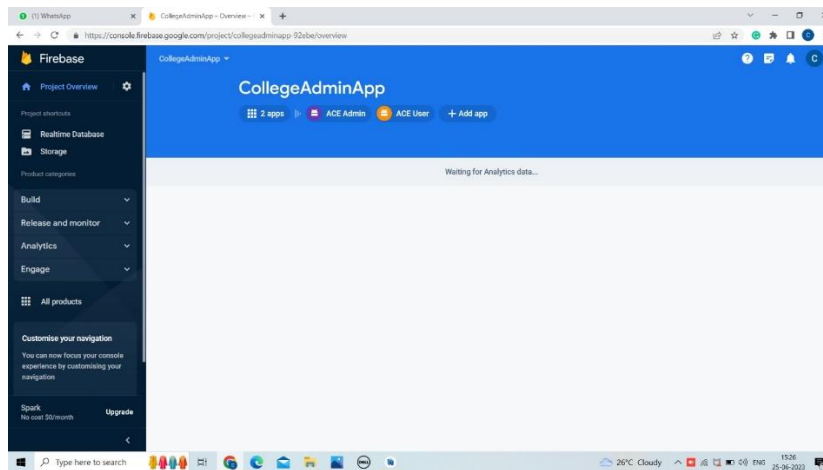 (1) WhatsApp
CollegeAdminApp – Overview –
https://console.firebase.google.com/project/collegeadminapp-92ebe/overview
Firebase
CollegeAdminApp
Project Overview
CollegeAdminApp
Project shortcuts
2 apps
ACE Admin
ACE User
+ Add app
Realtime Database
Storage
Waiting for Analytics data...
Product categories
Build
Release and monitor
Analytics
Engage
All products
Customise your navigation
You can now focus your console
experience by customising your
navigation
Spark
No cost $0/month
Upgrade
Type here to search
DELL
26°C Cloudy
ENG
15:26
25-06-2023